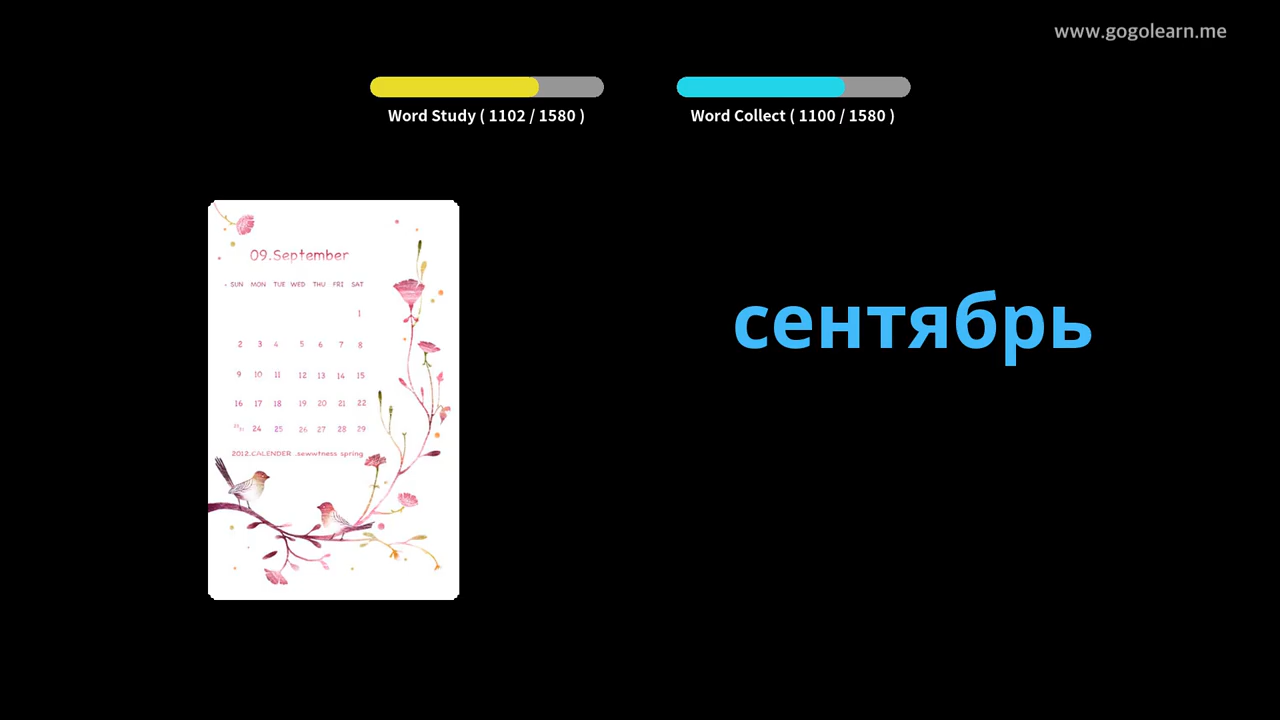 www.gogolearn.me
Word Study ( 1102 / 1580 )
Word Collect ( 1100 / 1580 )
09.September
SUN MON TUE WED THU FRI SAT
1
2 3 4 5 6 7 8
9 10 11 12 13 14 15
16 17 18 19 20 21 22
24 25 26 27 28 29
2012.CALENDER .sewwtness spring
сентябрь